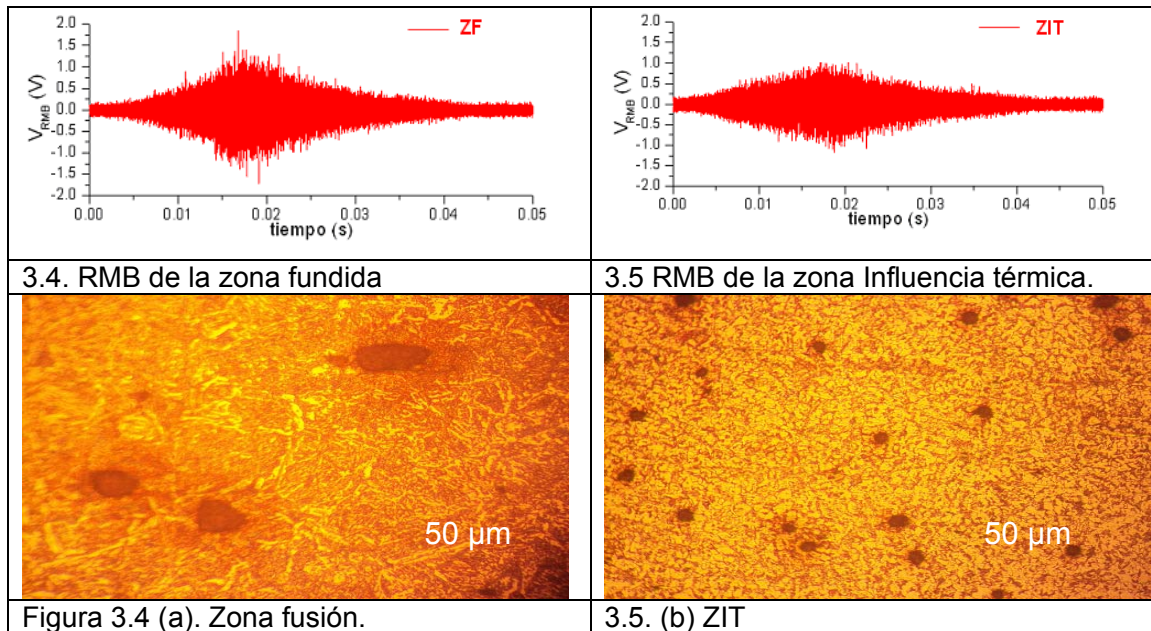 2.0
1.5
1.0
0.5
0.0
-0.5
-1.0
-1.5
-2.0
V_RMB (V)
ZF
0.00 0.01 0.02 0.03 0.04 0.05
tiempo (s)
2.0
1.5
1.0
0.5
0.0
-0.5
-1.0
-1.5
-2.0
V_RMB (V)
ZIT
0.00 0.01 0.02 0.03 0.04 0.05
tiempo (s)
3.4. RMB de la zona fundida
3.5 RMB de la zona Influencia térmica.
50 µm
50 µm
Figura 3.4 (a). Zona fusión.
3.5. (b) ZIT